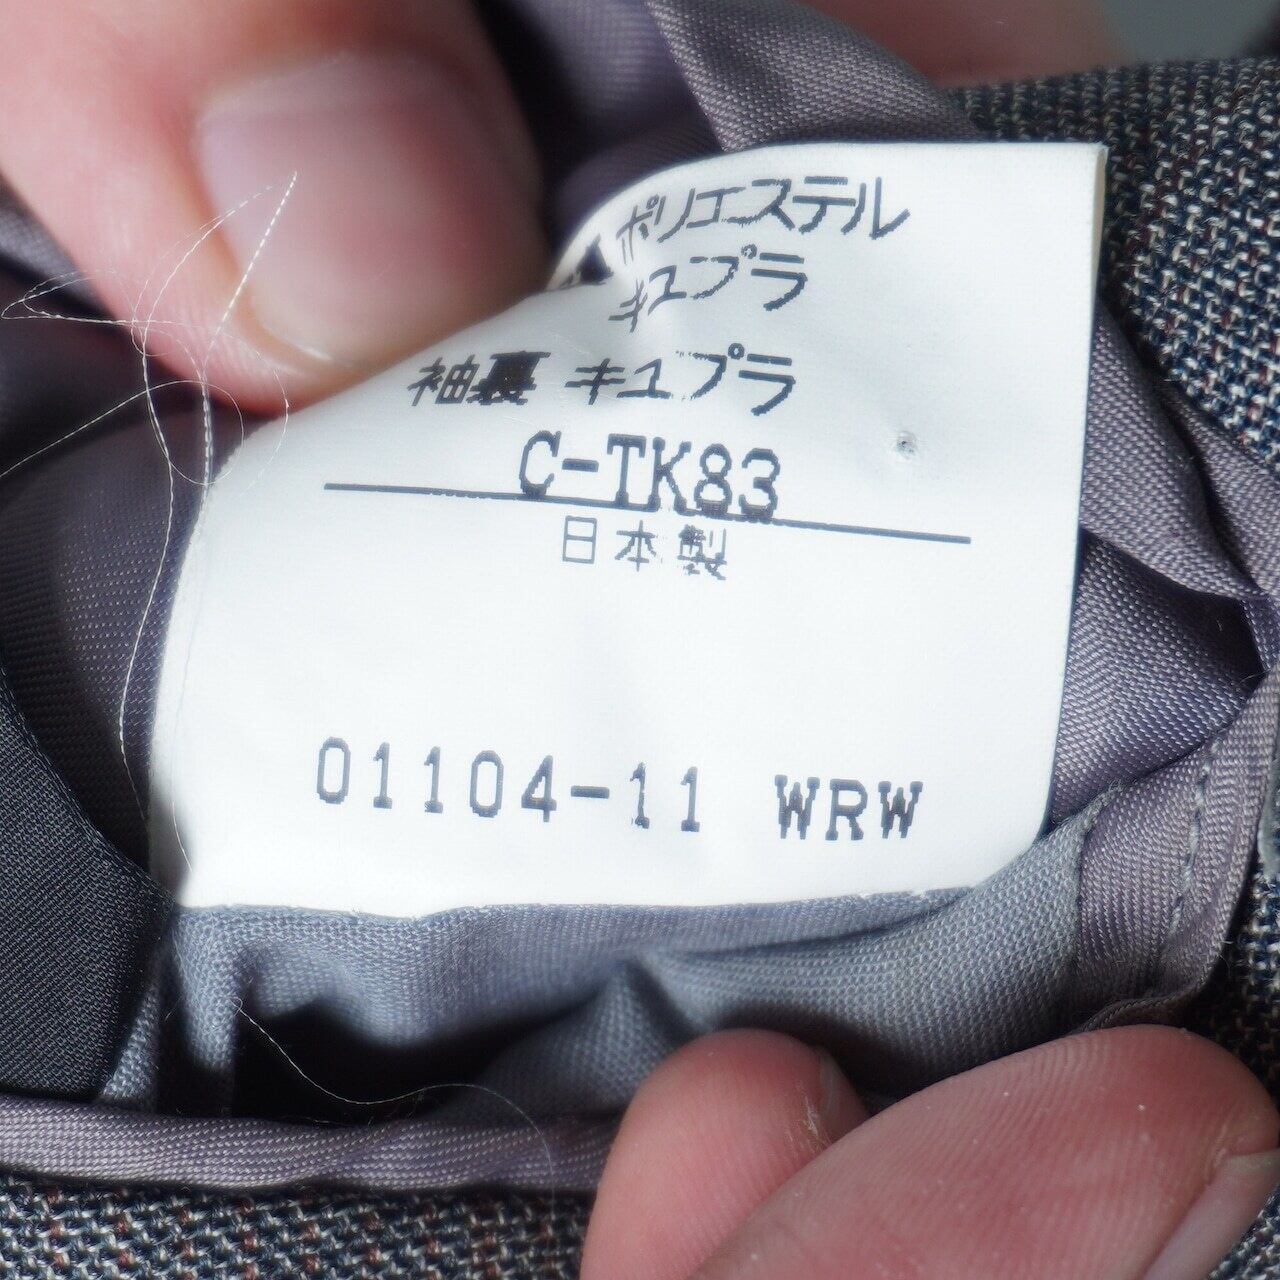 ポリエステル
キュプラ
袖裏 キュプラ
C-TK83
日本製
01104-11 WRW